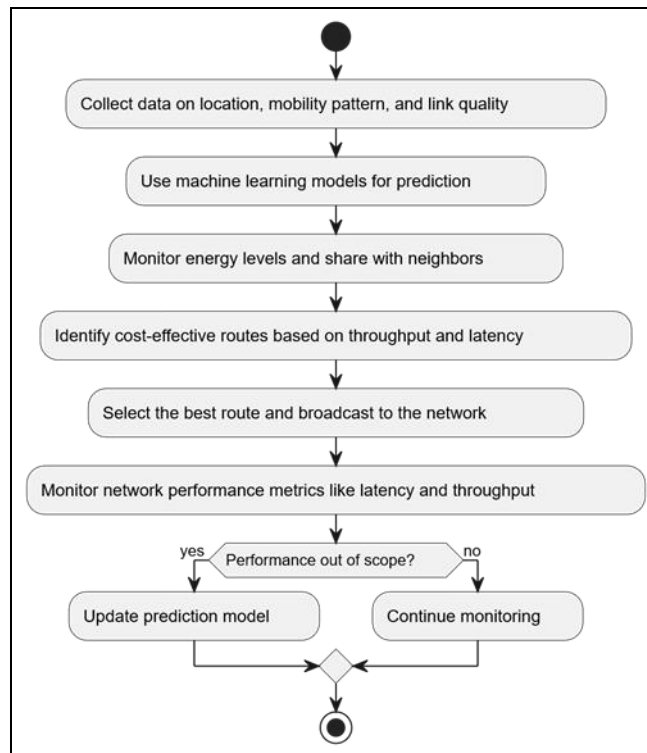 Collect data on location, mobility pattern, and link quality
Use machine learning models for prediction
Monitor energy levels and share with neighbors
Identify cost-effective routes based on throughput and latency
Select the best route and broadcast to the network
Monitor network performance metrics like latency and throughput
yes
Performance out of scope?
no
Update prediction model
Continue monitoring